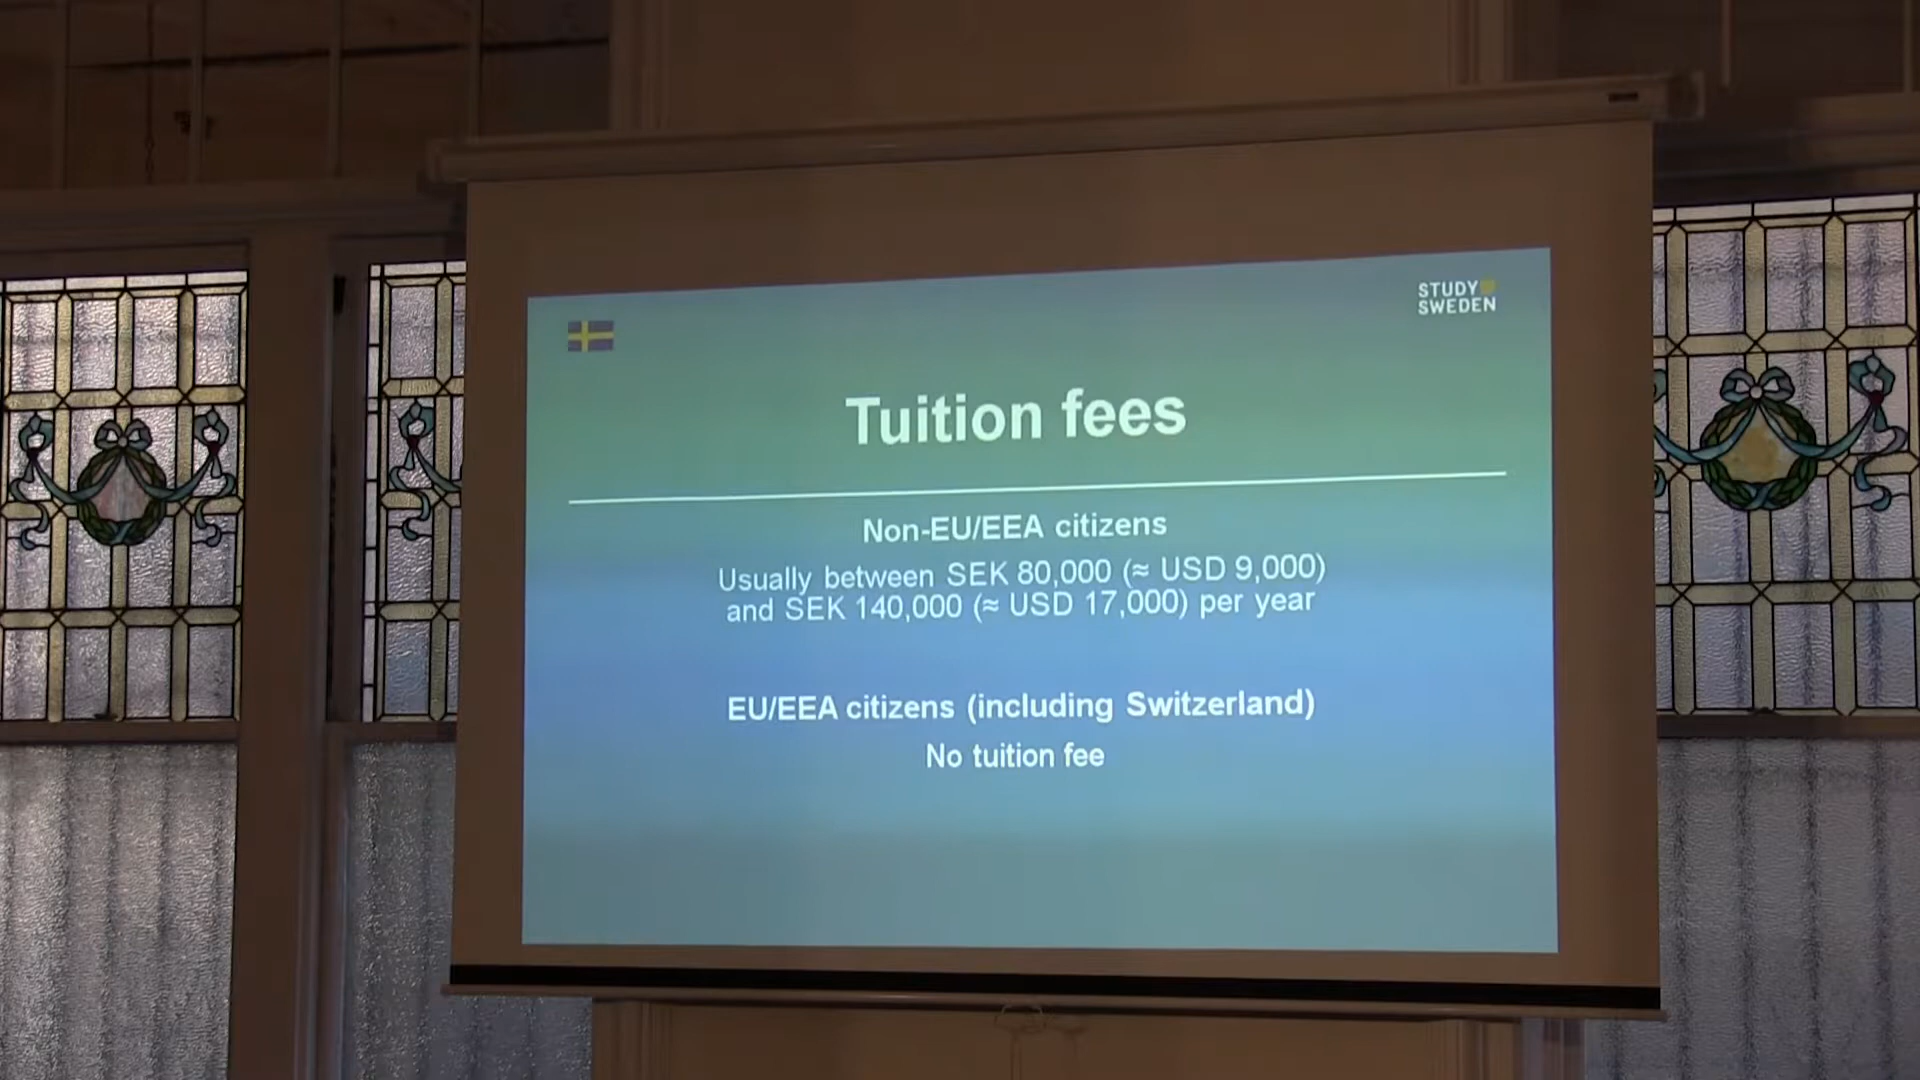 STUDY
SWEDEN
Tuition fees
Non-EU/EEA citizens
Usually between SEK 80,000 (≈ USD 9,000)
and SEK 140,000 (≈ USD 17,000) per year
EU/EEA citizens (including Switzerland)
No tuition fee